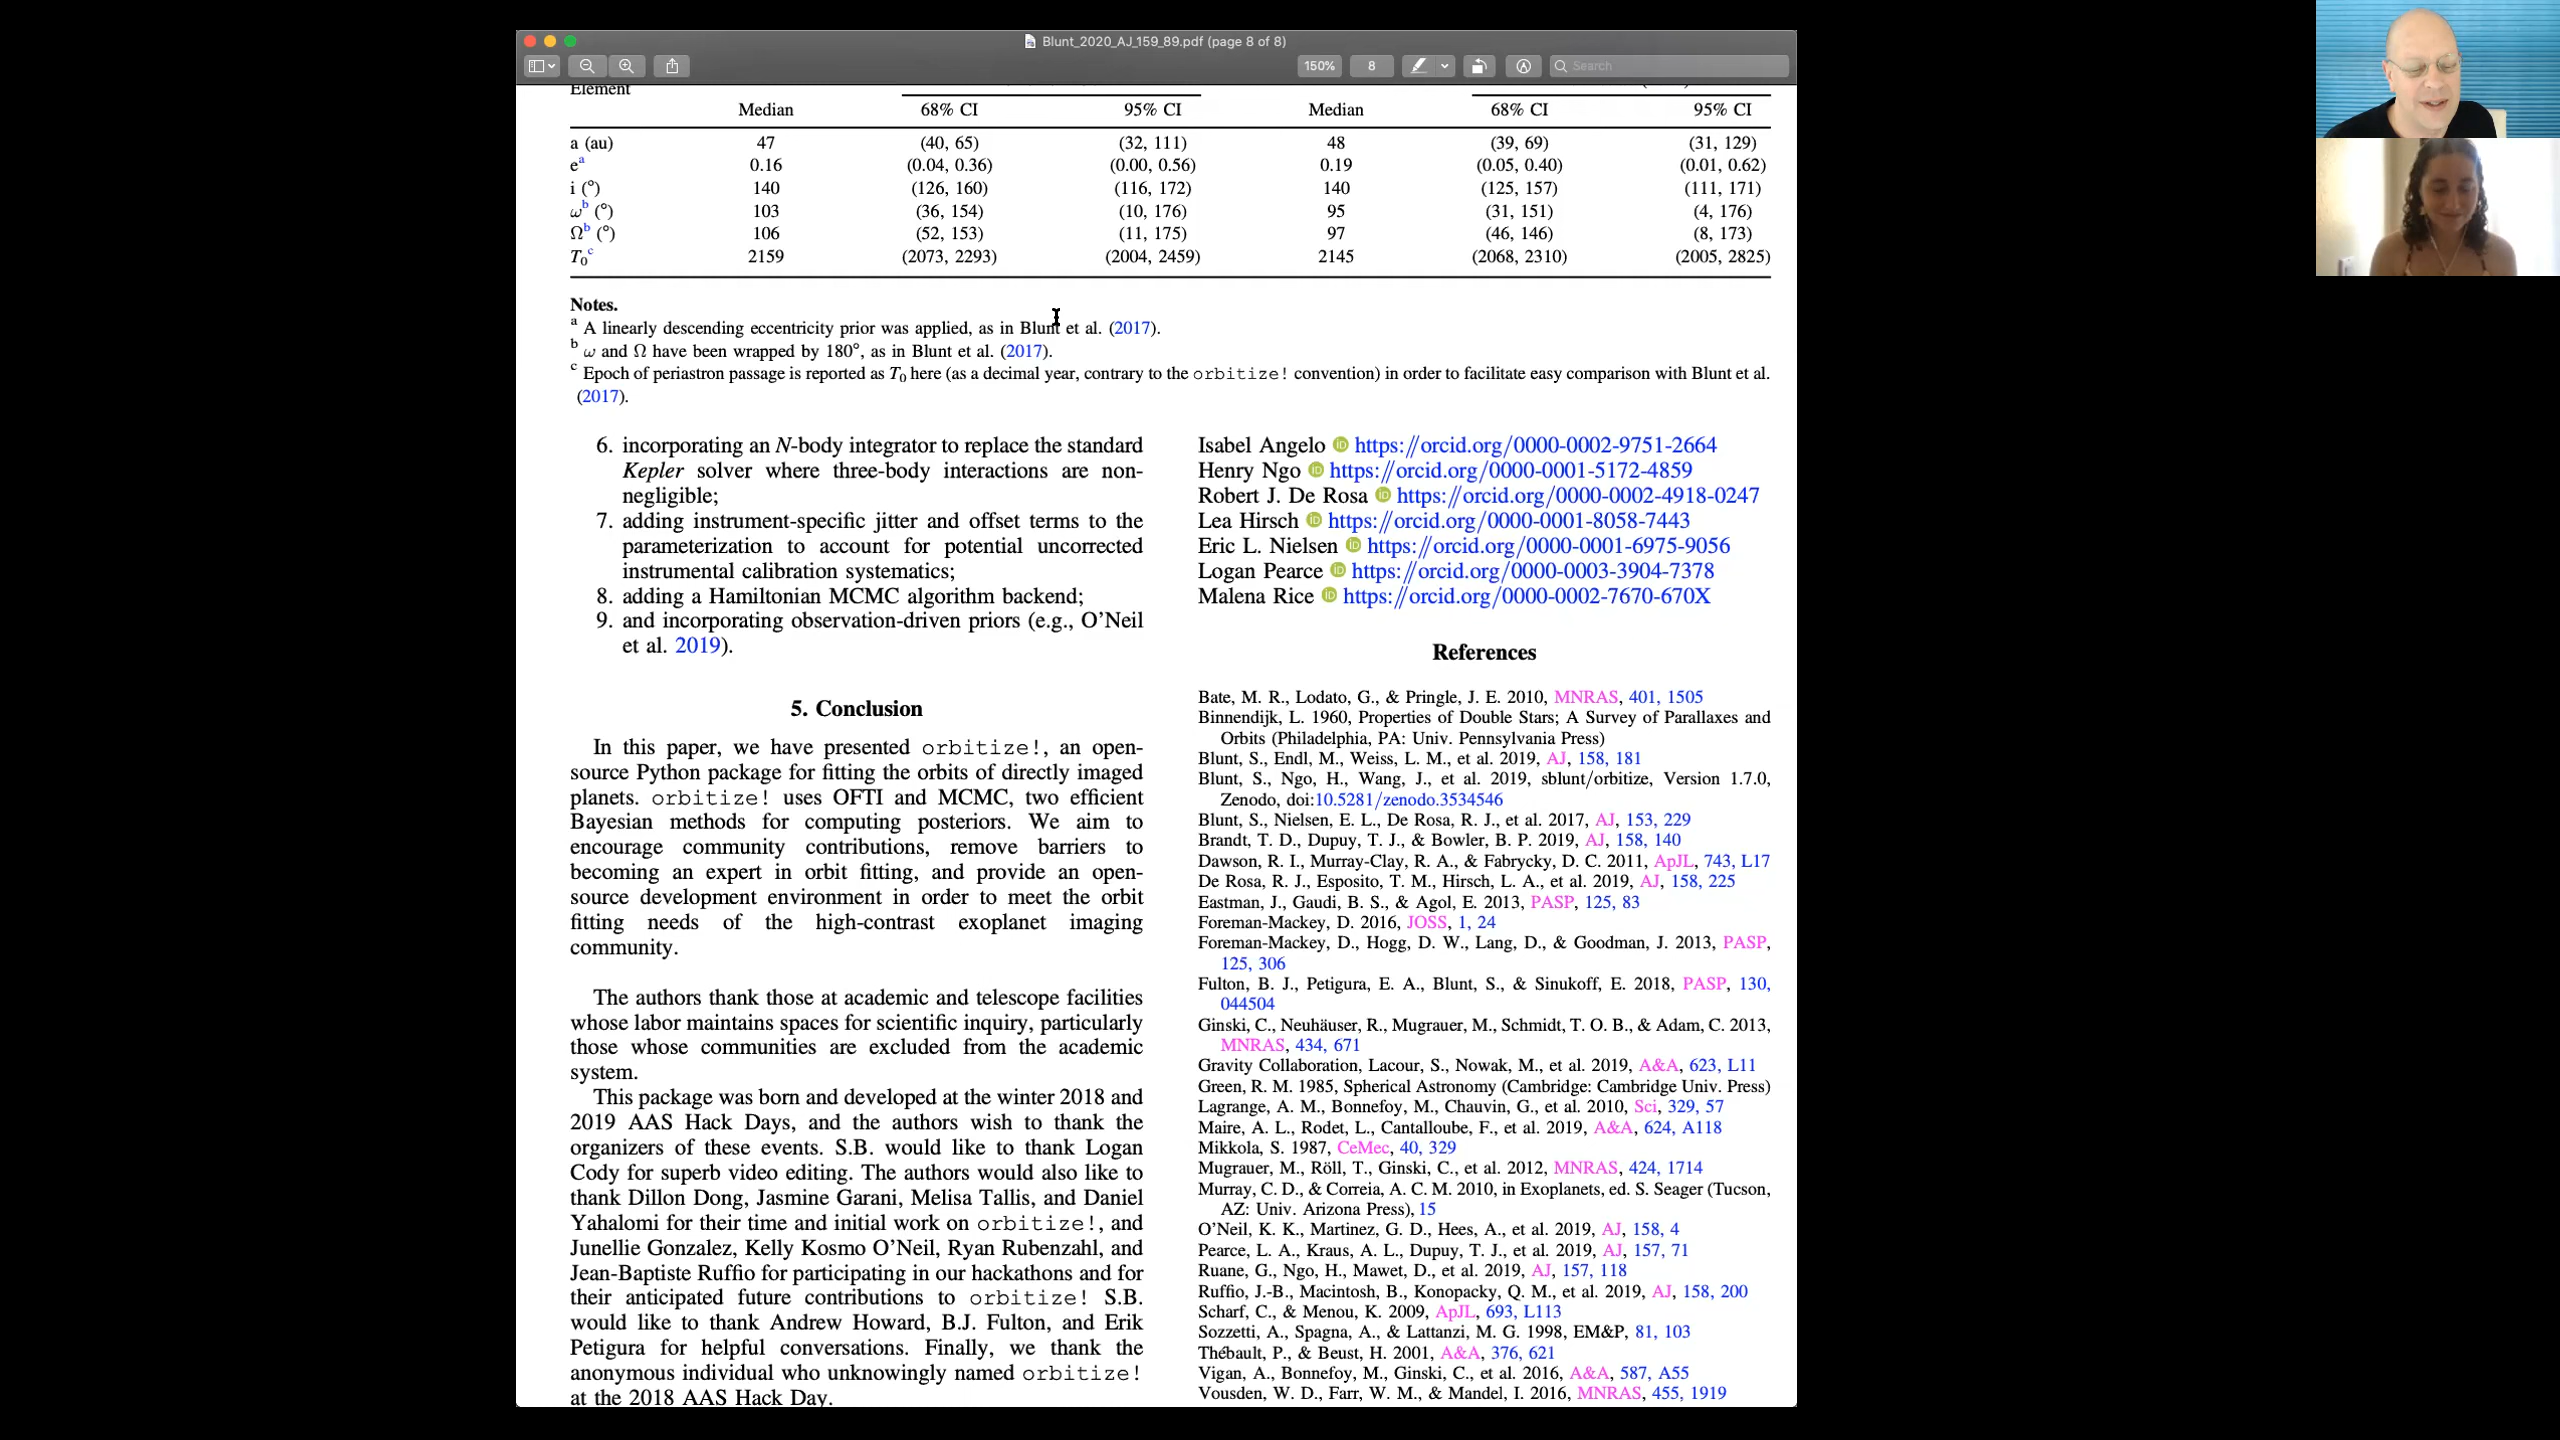 Blunt_2020_AJ_159_89.pdf (page 8 of 8)
150%
8
Search
Element
Median 68% CI 95% CI Median 68% CI 95% CI
a (au) 47 (40, 65) (32, 111) 48 (39, 69) (31, 129)
eᵃ 0.16 (0.04, 0.36) (0.00, 0.56) 0.19 (0.05, 0.40) (0.01, 0.62)
i (°) 140 (126, 160) (116, 172) 140 (125, 157) (111, 171)
ωᵇ (°) 103 (36, 154) (10, 176) 95 (31, 151) (4, 176)
Ωᵇ (°) 106 (52, 153) (11, 175) 97 (46, 146) (8, 173)
T₀ᶜ 2159 (2073, 2293) (2004, 2459) 2145 (2068, 2310) (2005, 2825)
Notes.
ᵃ A linearly descending eccentricity prior was applied, as in Blunt et al. (2017).
ᵇ ω and Ω have been wrapped by 180°, as in Blunt et al. (2017).
ᶜ Epoch of periastron passage is reported as T₀ here (as a decimal year, contrary to the orbitize! convention) in order to facilitate easy comparison with Blunt et al.
(2017).
6. incorporating an N-body integrator to replace the standard
Kepler solver where three-body interactions are non-
negligible;
7. adding instrument-specific jitter and offset terms to the
parameterization to account for potential uncorrected
instrumental calibration systematics;
8. adding a Hamiltonian MCMC algorithm backend;
9. and incorporating observation-driven priors (e.g., O’Neil
et al. 2019).
5. Conclusion
In this paper, we have presented orbitize!, an open-
source Python package for fitting the orbits of directly imaged
planets. orbitize! uses OFTI and MCMC, two efficient
Bayesian methods for computing posteriors. We aim to
encourage community contributions, remove barriers to
becoming an expert in orbit fitting, and provide an open-
source development environment in order to meet the orbit
fitting needs of the high-contrast exoplanet imaging
community.
The authors thank those at academic and telescope facilities
whose labor maintains spaces for scientific inquiry, particularly
those whose communities are excluded from the academic
system.
This package was born and developed at the winter 2018 and
2019 AAS Hack Days, and the authors wish to thank the
organizers of these events. S.B. would like to thank Logan
Cody for superb video editing. The authors would also like to
thank Dillon Dong, Jasmine Garani, Melisa Tallis, and Daniel
Yahalomi for their time and initial work on orbitize!, and
Junellie Gonzalez, Kelly Kosmo O’Neil, Ryan Rubenzahl, and
Jean-Baptiste Ruffio for participating in our hackathons and for
their anticipated future contributions to orbitize! S.B.
would like to thank Andrew Howard, B.J. Fulton, and Erik
Petigura for helpful conversations. Finally, we thank the
anonymous individual who unknowingly named orbitize!
at the 2018 AAS Hack Day.
Isabel Angelo iD https://orcid.org/0000-0002-9751-2664
Henry Ngo iD https://orcid.org/0000-0001-5172-4859
Robert J. De Rosa iD https://orcid.org/0000-0002-4918-0247
Lea Hirsch iD https://orcid.org/0000-0001-8058-7443
Eric L. Nielsen iD https://orcid.org/0000-0001-6975-9056
Logan Pearce iD https://orcid.org/0000-0003-3904-7378
Malena Rice iD https://orcid.org/0000-0002-7670-670X
References
Bate, M. R., Lodato, G., & Pringle, J. E. 2010, MNRAS, 401, 1505
Binnendijk, L. 1960, Properties of Double Stars; A Survey of Parallaxes and
Orbits (Philadelphia, PA: Univ. Pennsylvania Press)
Blunt, S., Endl, M., Weiss, L. M., et al. 2019, AJ, 158, 181
Blunt, S., Ngo, H., Wang, J., et al. 2019, sblunt/orbitize, Version 1.7.0,
Zenodo, doi:10.5281/zenodo.3534546
Blunt, S., Nielsen, E. L., De Rosa, R. J., et al. 2017, AJ, 153, 229
Brandt, T. D., Dupuy, T. J., & Bowler, B. P. 2019, AJ, 158, 140
Dawson, R. I., Murray-Clay, R. A., & Fabrycky, D. C. 2011, ApJL, 743, L17
De Rosa, R. J., Esposito, T. M., Hirsch, L. A., et al. 2019, AJ, 158, 225
Eastman, J., Gaudi, B. S., & Agol, E. 2013, PASP, 125, 83
Foreman-Mackey, D. 2016, JOSS, 1, 24
Foreman-Mackey, D., Hogg, D. W., Lang, D., & Goodman, J. 2013, PASP,
125, 306
Fulton, B. J., Petigura, E. A., Blunt, S., & Sinukoff, E. 2018, PASP, 130,
044504
Ginski, C., Neuhäuser, R., Mugrauer, M., Schmidt, T. O. B., & Adam, C. 2013,
MNRAS, 434, 671
Gravity Collaboration, Lacour, S., Nowak, M., et al. 2019, A&A, 623, L11
Green, R. M. 1985, Spherical Astronomy (Cambridge: Cambridge Univ. Press)
Lagrange, A. M., Bonnefoy, M., Chauvin, G., et al. 2010, Sci, 329, 57
Maire, A. L., Rodet, L., Cantalloube, F., et al. 2019, A&A, 624, A118
Mikkola, S. 1987, CeMec, 40, 329
Mugrauer, M., Röll, T., Ginski, C., et al. 2012, MNRAS, 424, 1714
Murray, C. D., & Correia, A. C. M. 2010, in Exoplanets, ed. S. Seager (Tucson,
AZ: Univ. Arizona Press), 15
O’Neil, K. K., Martinez, G. D., Hees, A., et al. 2019, AJ, 158, 4
Pearce, L. A., Kraus, A. L., Dupuy, T. J., et al. 2019, AJ, 157, 71
Ruane, G., Ngo, H., Mawet, D., et al. 2019, AJ, 157, 118
Ruffio, J.-B., Macintosh, B., Konopacky, Q. M., et al. 2019, AJ, 158, 200
Scharf, C., & Menou, K. 2009, ApJL, 693, L113
Sozzetti, A., Spagna, A., & Lattanzi, M. G. 1998, EM&P, 81, 103
Thébault, P., & Beust, H. 2001, A&A, 376, 621
Vigan, A., Bonnefoy, M., Ginski, C., et al. 2016, A&A, 587, A55
Vousden, W. D., Farr, W. M., & Mandel, I. 2016, MNRAS, 455, 1919